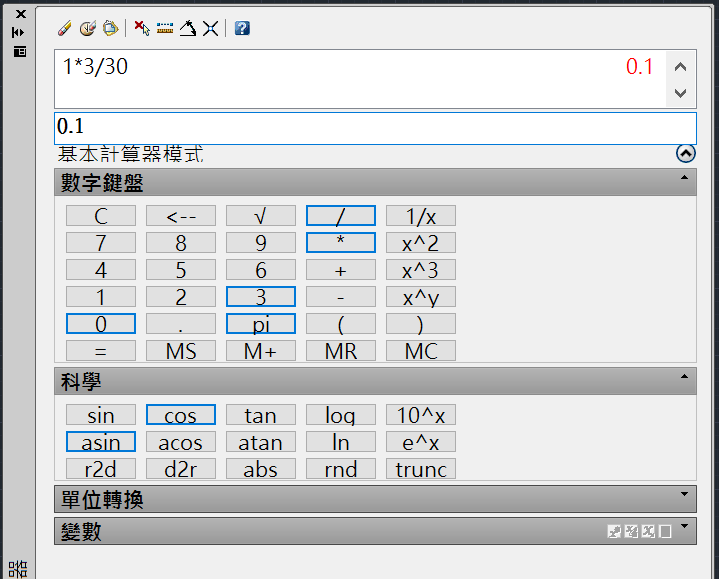 1*3/30 0.1
0.1
基本計算器模式
數字鍵盤
C <-- √ / 1/x
7 8 9 * x^2
4 5 6 + x^3
1 2 3 - x^y
0 . pi ( )
= MS M+ MR MC
科學
sin cos tan log 10^x
asin acos atan ln e^x
r2d d2r abs rnd trunc
單位轉換
變數
器